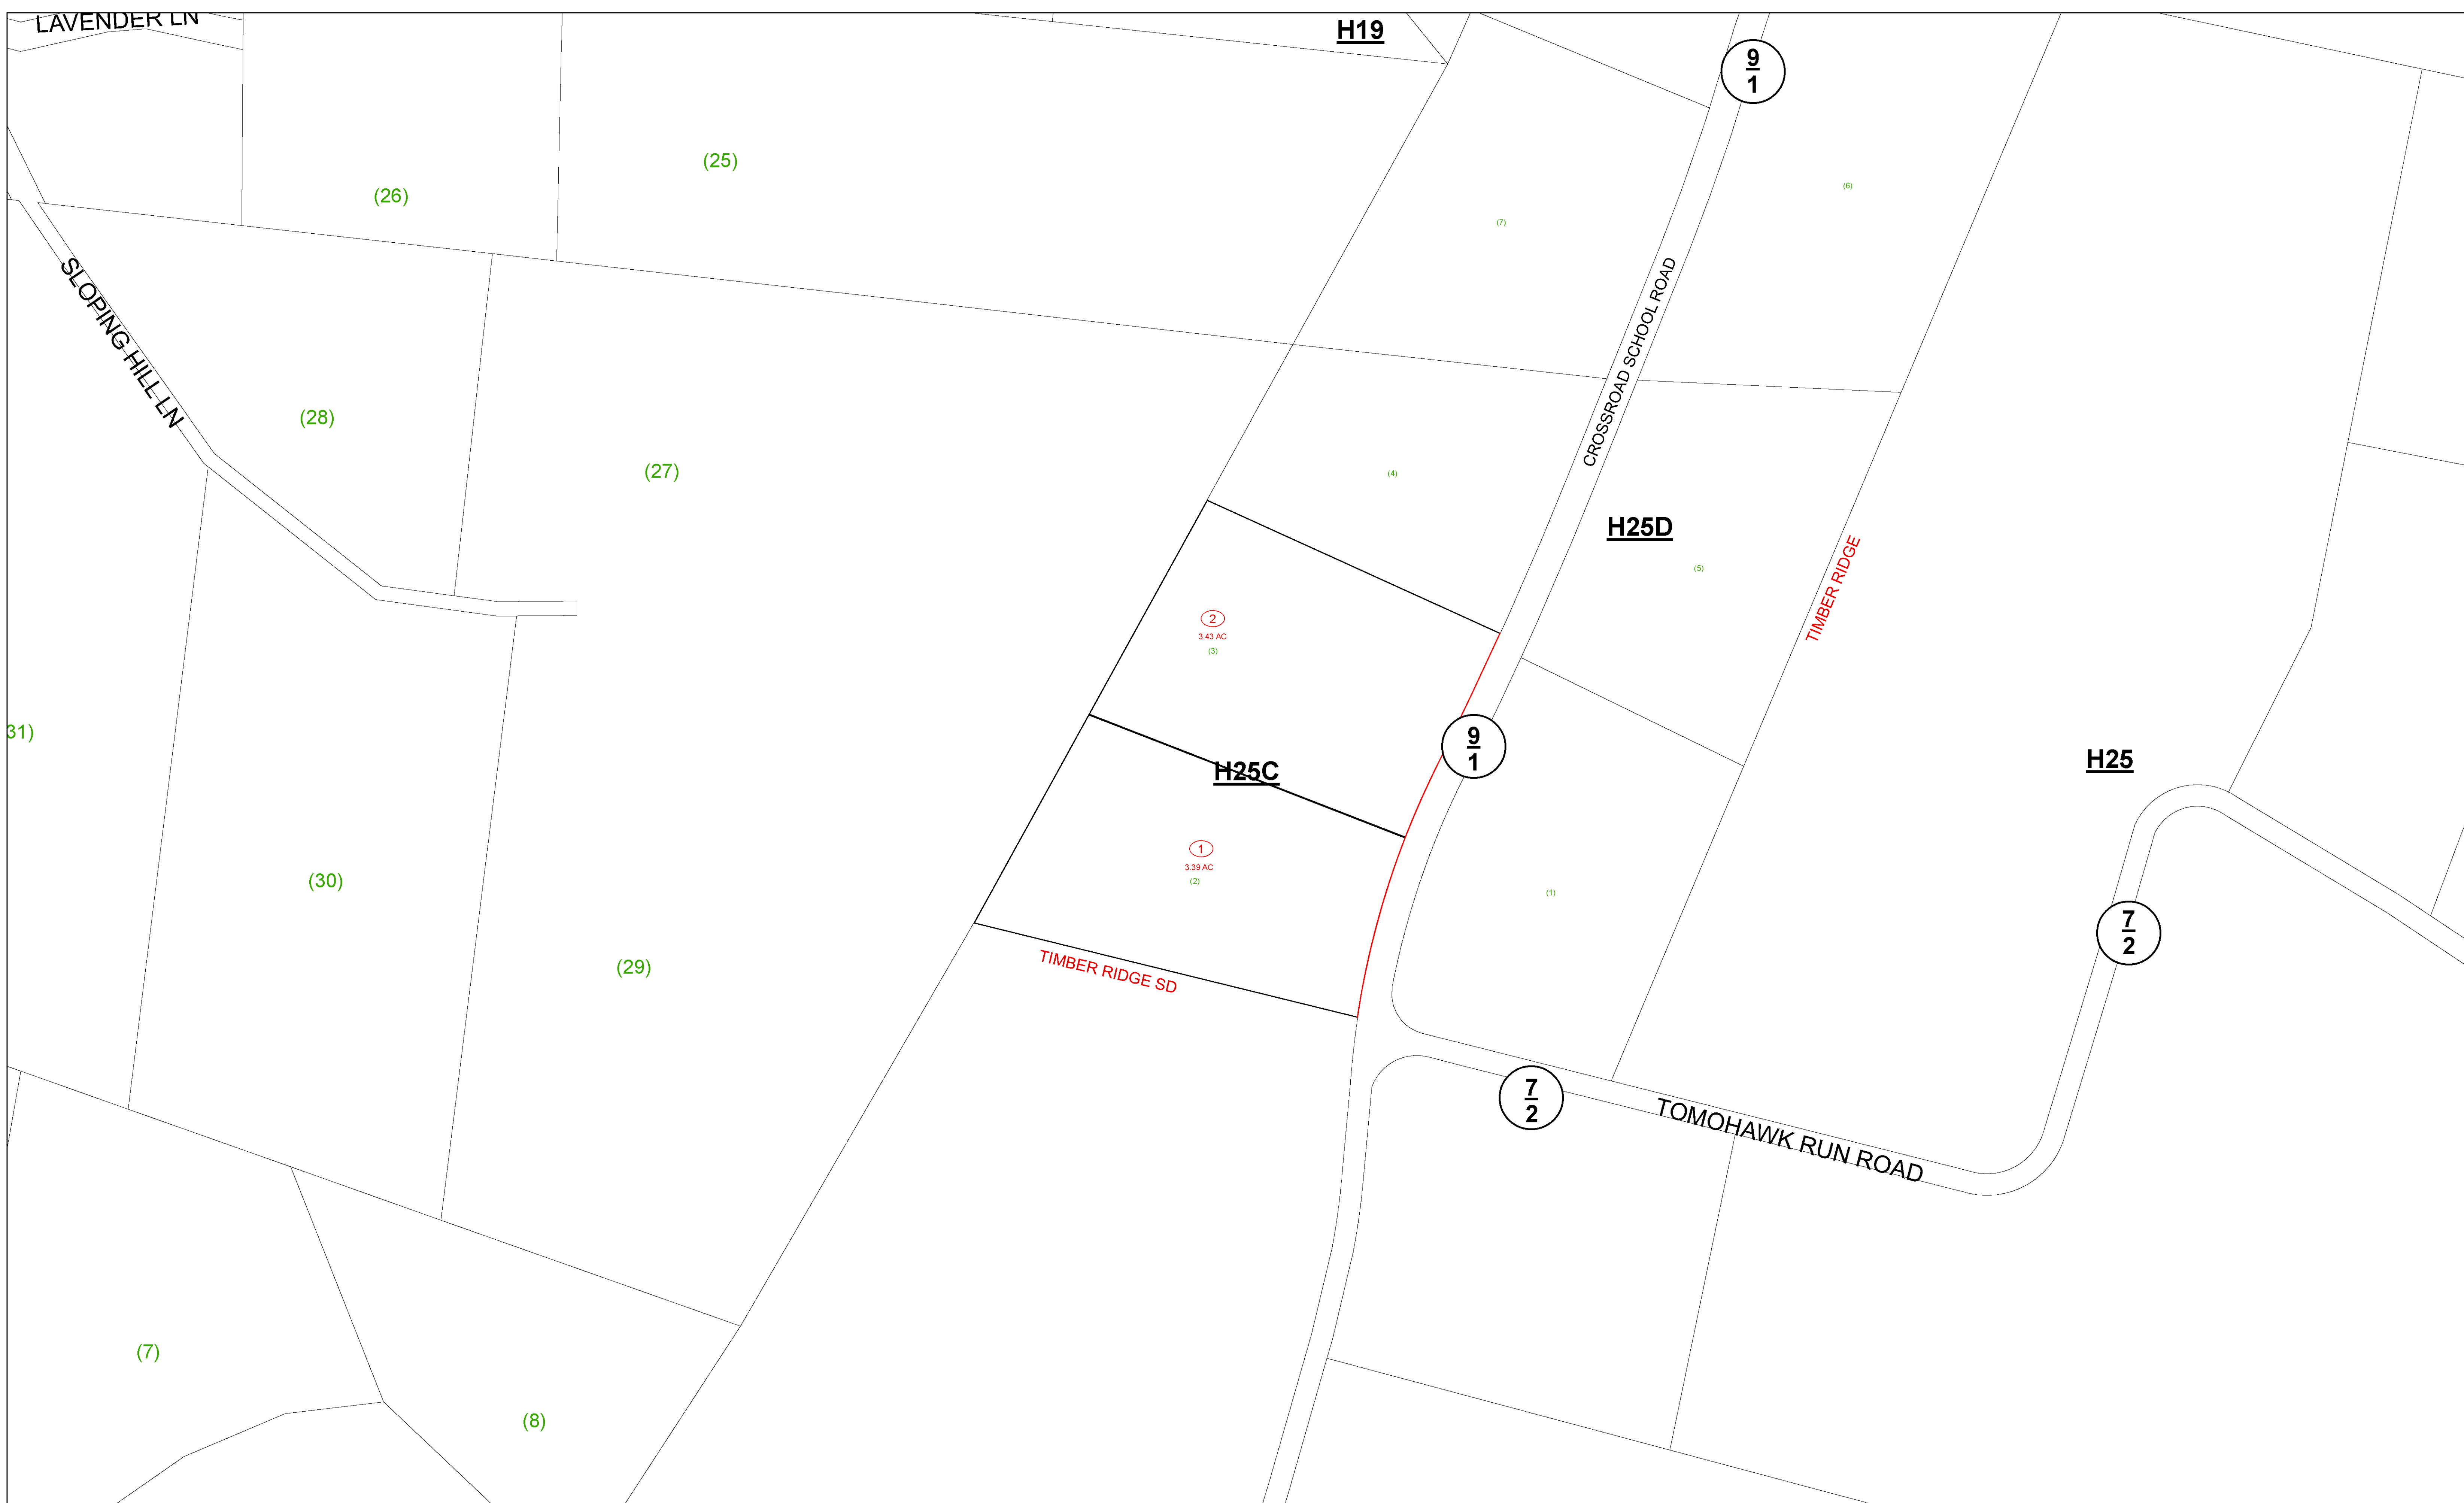 LAVENDER LN
H19
9
1
(25)
(6)
(26)
(7)
SLOPING HILL LN
CROSSROAD SCHOOL ROAD
(28)
(27)
(4)
H25D
(5)
TIMBER RIDGE
2
3.43 AC
(3)
31)
9
1
H25
H25C
1
3.39 AC
(2)
(30)
(1)
7
2
(29)
TIMBER RIDGE SD
7
2
TOMOHAWK RUN ROAD
(7)
(8)